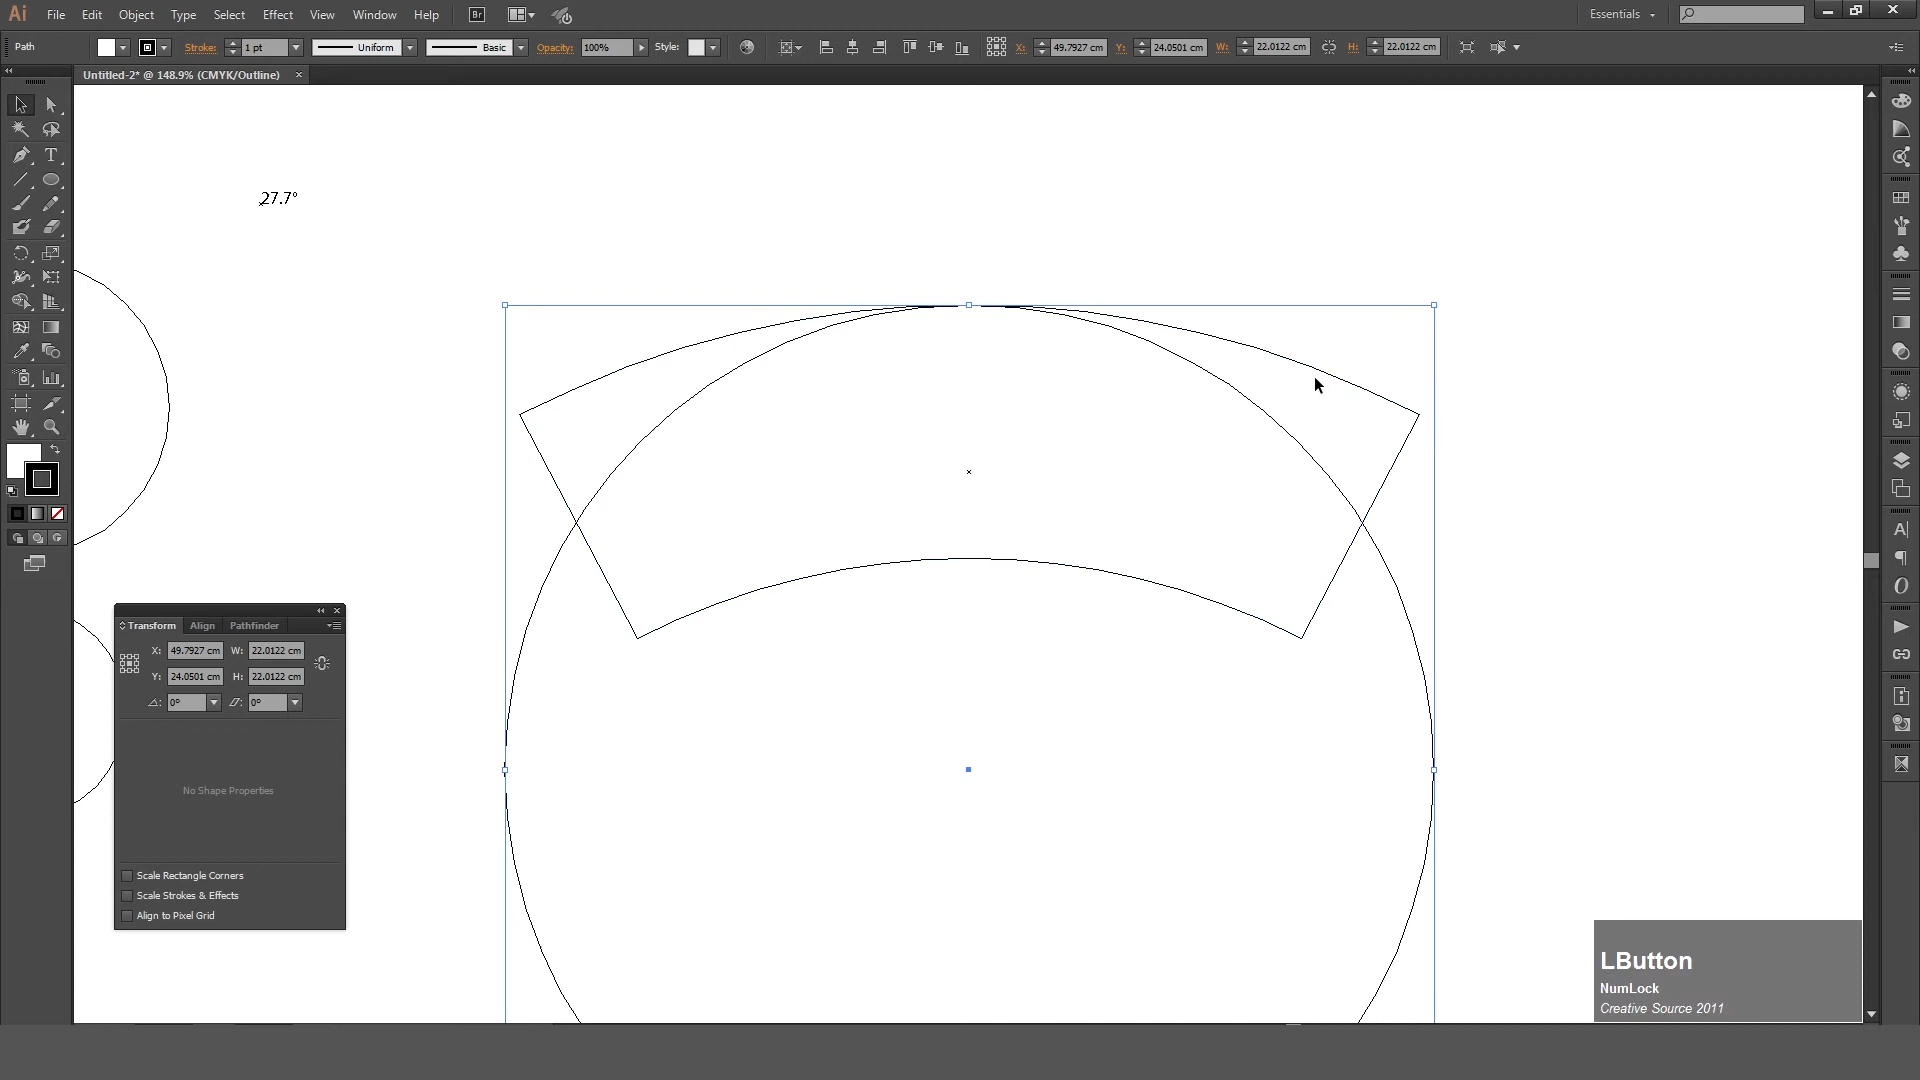 Ai File Edit Object Type Select Effect View Window Help Br Essentials
Path Stroke: 1 pt Uniform Basic Opacity: 100% Style: X: 49.7927 cm Y: 24.0501 cm W: 22.0122 cm H: 22.0122 cm
Untitled-2* @ 148.9% (CMYK/Outline) ×
27.7°
Transform Align Pathfinder
X: 49.7927 cm W: 22.0122 cm
Y: 24.0501 cm H: 22.0122 cm
0° 0°
No Shape Properties
Scale Rectangle Corners
Scale Strokes & Effects
Align to Pixel Grid
LButton
NumLock
Creative Source 2011